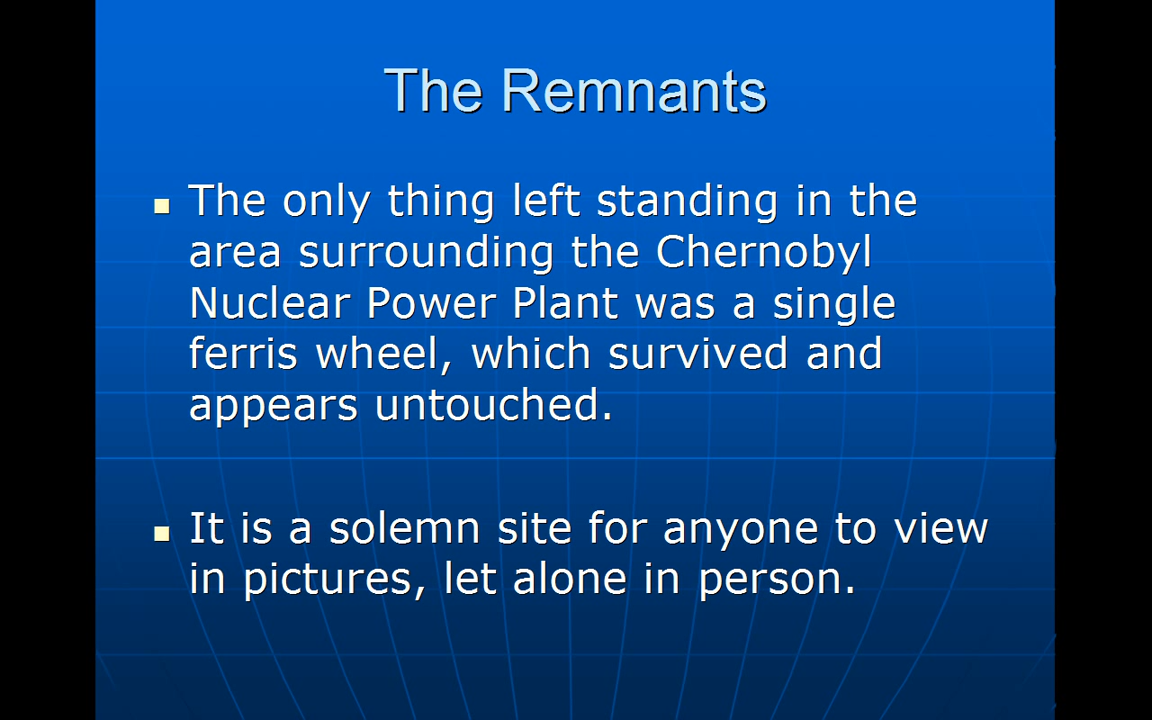 The Remnants
The only thing left standing in the
area surrounding the Chernobyl
Nuclear Power Plant was a single
ferris wheel, which survived and
appears untouched.
It is a solemn site for anyone to view
in pictures, let alone in person.